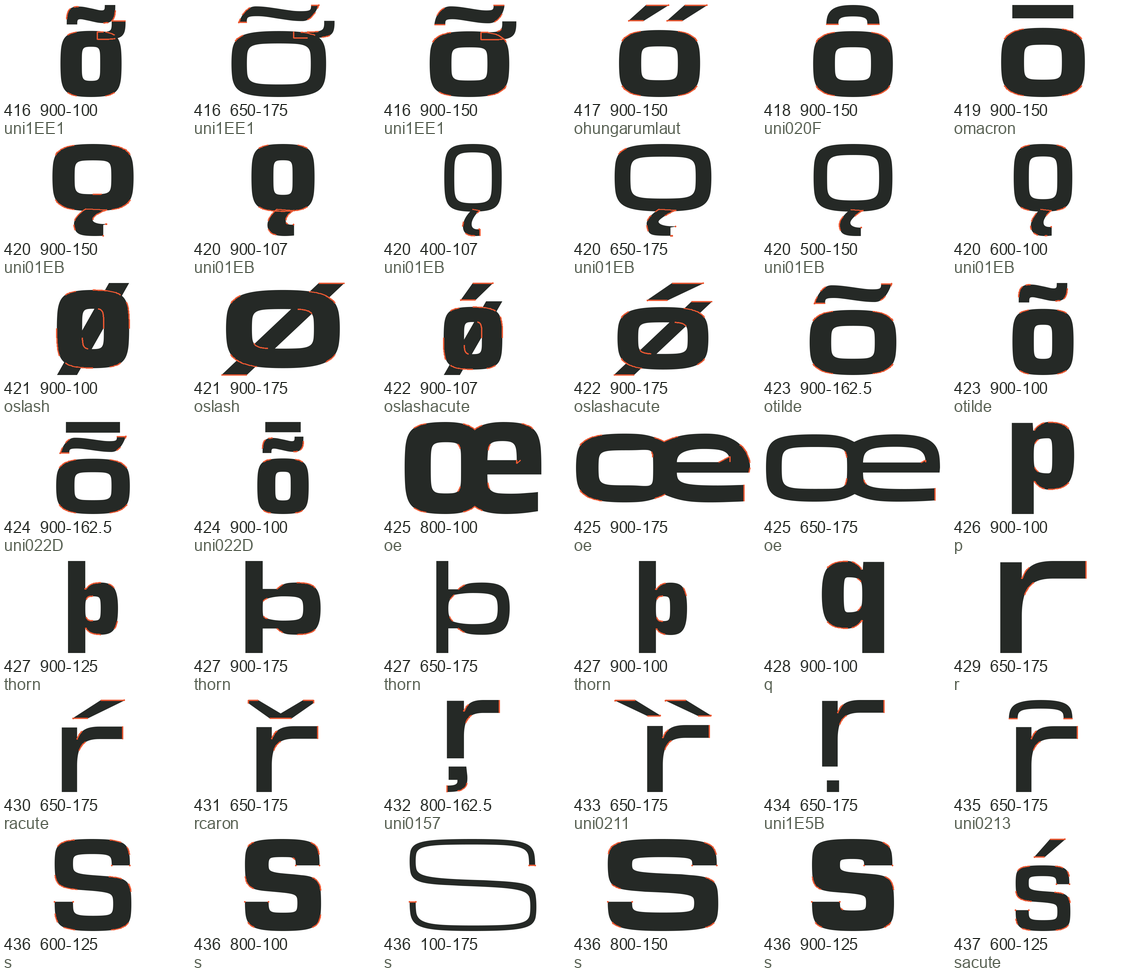 ỡ ỡ ỡ ő ȏ ō
416 900-100 416 650-175 416 900-150 417 900-150 418 900-150 419 900-150
uni1EE1 uni1EE1 uni1EE1 ohungarumlaut uni020F omacron
ǫ ǫ ǫ ǫ ǫ ǫ
420 900-150 420 900-107 420 400-107 420 650-175 420 500-150 420 600-100
uni01EB uni01EB uni01EB uni01EB uni01EB uni01EB
ø ø ǿ ǿ õ õ
421 900-100 421 900-175 422 900-107 422 900-175 423 900-162.5 423 900-100
oslash oslash oslashacute oslashacute otilde otilde
ȭ ȭ œ œ œ p
424 900-162.5 424 900-100 425 800-100 425 900-175 425 650-175 426 900-100
uni022D uni022D oe oe oe p
þ þ þ þ q r
427 900-125 427 900-175 427 650-175 427 900-100 428 900-100 429 650-175
thorn thorn thorn thorn q r
ŕ ř ŗ ȑ ṛ ȓ
430 650-175 431 650-175 432 800-162.5 433 650-175 434 650-175 435 650-175
racute rcaron uni0157 uni0211 uni1E5B uni0213
s s s s s ś
436 600-125 436 800-100 436 100-175 436 800-150 436 900-125 437 600-125
s s s s s sacute